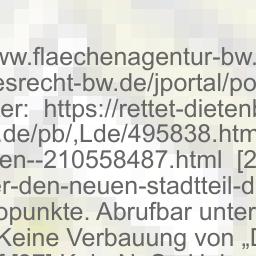 ww.flaechenagentur-bw.
esrecht-bw.de/jportal/po
er: https://rettet-dietenb
.de/pb/,Lde/495838.htm
en--210558487.html [2
r-den-neuen-stadtteil-d
opunkte. Abrufbar unter
Keine Verbauung von „D